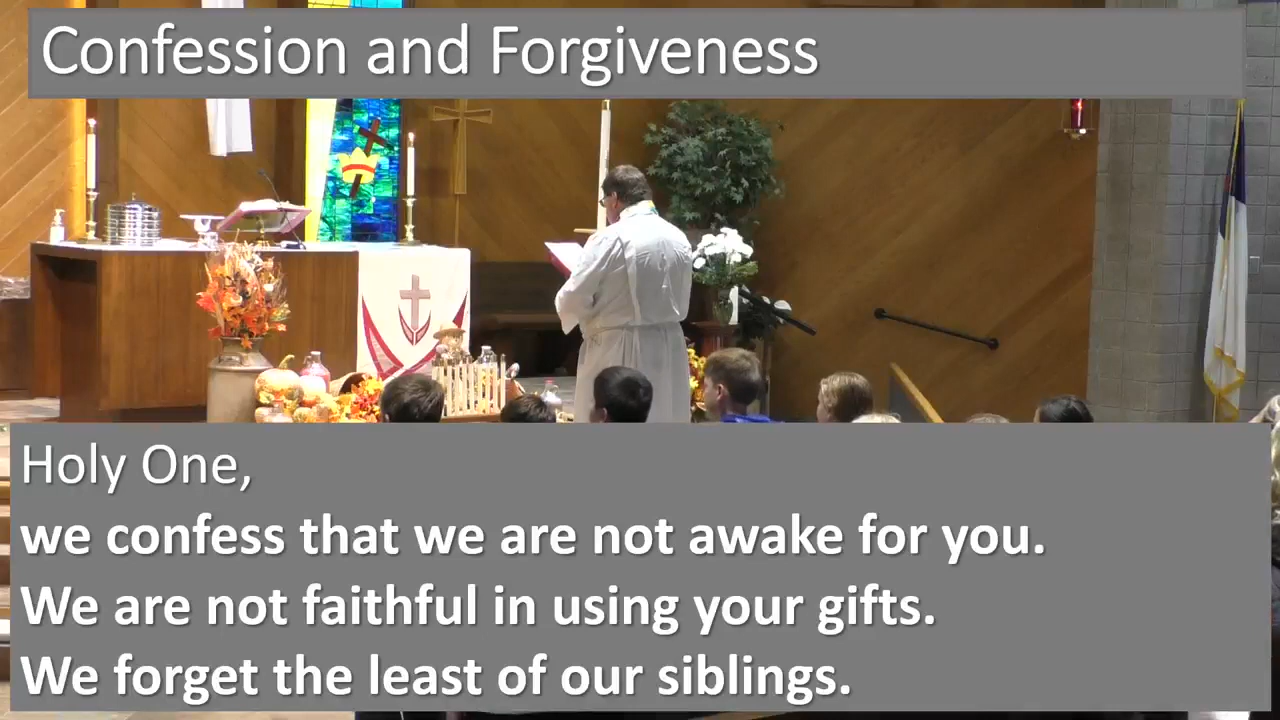 Confession and Forgiveness
Holy One,
we confess that we are not awake for you.
We are not faithful in using your gifts.
We forget the least of our siblings.